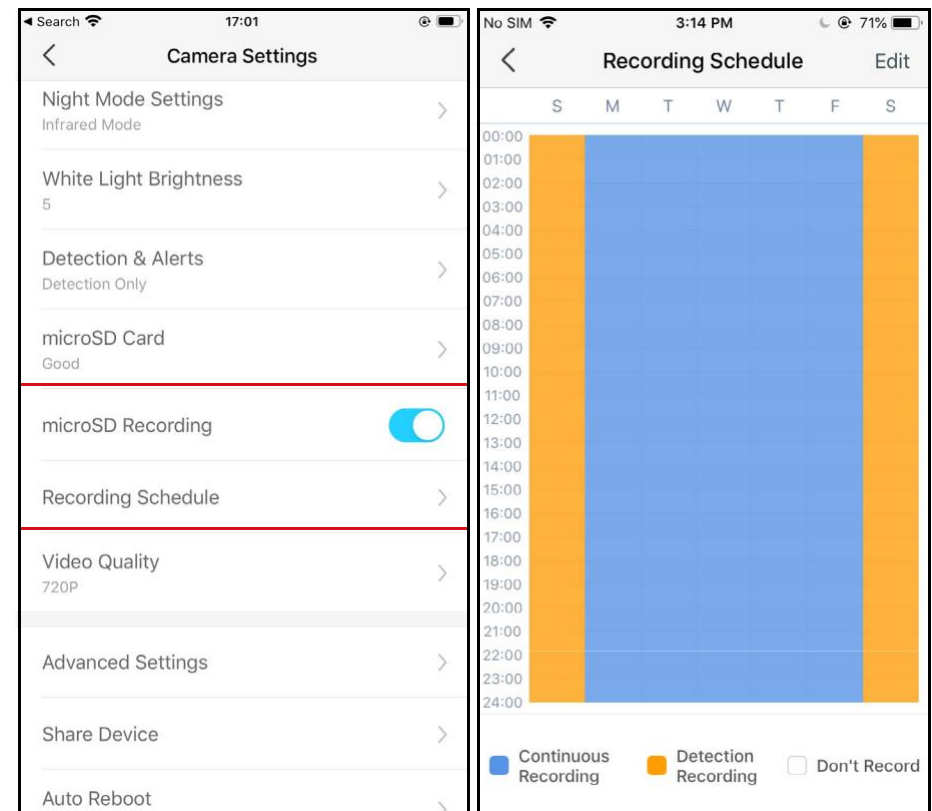 Search 17:01
Camera Settings
Night Mode Settings
Infrared Mode
White Light Brightness
5
Detection & Alerts
Detection Only
microSD Card
Good
microSD Recording
Recording Schedule
Video Quality
720P
Advanced Settings
Share Device
Auto Reboot
No SIM 3:14 PM 71%
Recording Schedule Edit
S M T W T F S
00:00
01:00
02:00
03:00
04:00
05:00
06:00
07:00
08:00
09:00
10:00
11:00
12:00
13:00
14:00
15:00
16:00
17:00
18:00
19:00
20:00
21:00
22:00
23:00
24:00
Continuous Detection Don't Record
Recording Recording